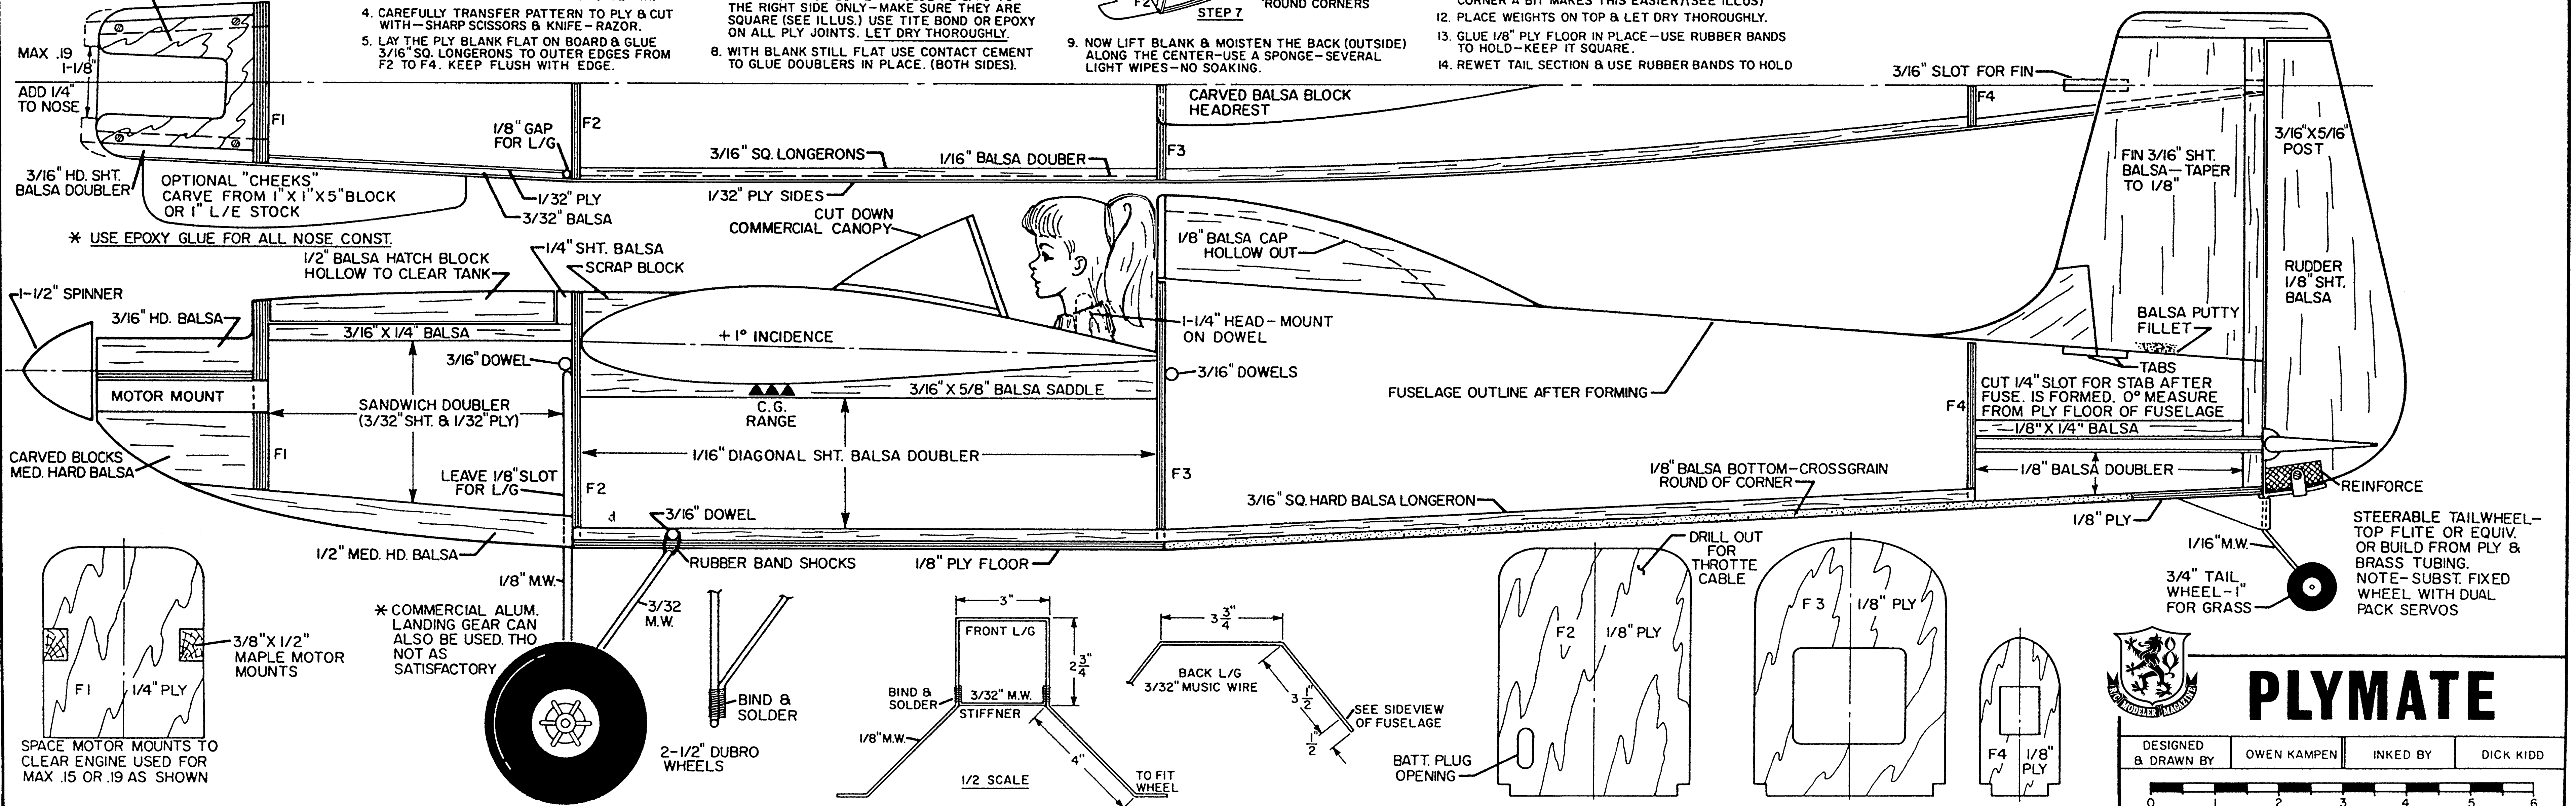 4. CAREFULLY TRANSFER PATTERN TO PLY & CUT
WITH—SHARP SCISSORS & KNIFE—RAZOR.
5. LAY THE PLY BLANK FLAT ON BOARD & GLUE
3/16" SQ. LONGERONS TO OUTER EDGES FROM
F2 TO F4. KEEP FLUSH WITH EDGE.
THE RIGHT SIDE ONLY—MAKE SURE THEY ARE
SQUARE (SEE ILLUS.) USE TITE BOND OR EPOXY
ON ALL PLY JOINTS. LET DRY THOROUGHLY.
8. WITH BLANK STILL FLAT USE CONTACT CEMENT
TO GLUE DOUBLERS IN PLACE. (BOTH SIDES).
F2
STEP 7
ROUND CORNERS
9. NOW LIFT BLANK & MOISTEN THE BACK (OUTSIDE)
ALONG THE CENTER—USE A SPONGE—SEVERAL
LIGHT WIPES—NO SOAKING.
CORNER A BIT MAKES THIS EASIER) (SEE ILLUS)
12. PLACE WEIGHTS ON TOP & LET DRY THOROUGHLY.
13. GLUE 1/8" PLY FLOOR IN PLACE—USE RUBBER BANDS
TO HOLD—KEEP IT SQUARE.
14. REWET TAIL SECTION & USE RUBBER BANDS TO HOLD
MAX .19
1-1/8"
ADD 1/4"
TO NOSE
F1
1/8" GAP
FOR L/G
F2
CARVED BALSA BLOCK
HEADREST
3/16" SLOT FOR FIN
F4
3/16" SQ. LONGERONS
1/16" BALSA DOUBER
F3
3/16" HD. SHT.
BALSA DOUBLER
OPTIONAL "CHEEKS"
CARVE FROM 1" X 1" X 5" BLOCK
OR 1" L/E STOCK
1/32" PLY
3/32" BALSA
1/32" PLY SIDES
FIN 3/16" SHT.
BALSA—TAPER
TO 1/8"
3/16" X 5/16"
POST
* USE EPOXY GLUE FOR ALL NOSE CONST.
CUT DOWN
COMMERCIAL CANOPY
1/8" BALSA CAP
HOLLOW OUT
1/2" BALSA HATCH BLOCK
HOLLOW TO CLEAR TANK
1/4" SHT. BALSA
SCRAP BLOCK
RUDDER
1/8" SHT.
BALSA
1-1/2" SPINNER
3/16" HD. BALSA
3/16" X 1/4" BALSA
+1° INCIDENCE
1-1/4" HEAD—MOUNT
ON DOWEL
BALSA PUTTY
FILLET
TABS
3/16" DOWEL
3/16" DOWELS
MOTOR MOUNT
SANDWICH DOUBLER
(3/32" SHT. & 1/32" PLY)
C.G.
RANGE
3/16" X 5/8" BALSA SADDLE
FUSELAGE OUTLINE AFTER FORMING
F4
CUT 1/4" SLOT FOR STAB AFTER
FUSE. IS FORMED. 0° MEASURE
FROM PLY FLOOR OF FUSELAGE
1/8" X 1/4" BALSA
CARVED BLOCKS
MED. HARD BALSA
F1
LEAVE 1/8" SLOT
FOR L/G
F2
1/16" DIAGONAL SHT. BALSA DOUBLER
F3
1/8" BALSA BOTTOM—CROSSGRAIN
ROUND OF CORNER
1/8" BALSA DOUBLER
3/16" SQ. HARD BALSA LONGERON
REINFORCE
d
3/16" DOWEL
1/8" PLY
1/2" MED. HD. BALSA
RUBBER BAND SHOCKS
1/8" PLY FLOOR
DRILL OUT
FOR
THROTTE
CABLE
1/16" M.W.
STEERABLE TAILWHEEL—
TOP FLITE OR EQUIV.
OR BUILD FROM PLY &
BRASS TUBING.
NOTE—SUBST. FIXED
WHEEL WITH DUAL
PACK SERVOS
3/4" TAIL
WHEEL—1"
FOR GRASS
1/8" M.W.
3/32
M.W.
* COMMERCIAL ALUM.
LANDING GEAR CAN
ALSO BE USED. THO
NOT AS
SATISFACTORY
3/8" X 1/2"
MAPLE MOTOR
MOUNTS
F1 1/4" PLY
SPACE MOTOR MOUNTS TO
CLEAR ENGINE USED FOR
MAX .15 OR .19 AS SHOWN
BIND &
SOLDER
2-1/2" DUBRO
WHEELS
3"
FRONT L/G
2 3/4"
BIND &
SOLDER
3/32" M.W.
STIFFNER
1/8" M.W.
4"
1/2 SCALE
TO FIT
WHEEL
3 3/4"
BACK L/G
3/32" MUSIC WIRE
3 1/2"
1/2"
SEE SIDEVIEW
OF FUSELAGE
F2 1/8" PLY
BATT. PLUG
OPENING
F3 1/8" PLY
F4 1/8"
PLY
R/C MODELER MAGAZINE
PLYMATE
DESIGNED
& DRAWN BY
OWEN KAMPEN
INKED BY
DICK KIDD
0 1 2 3 4 5 6